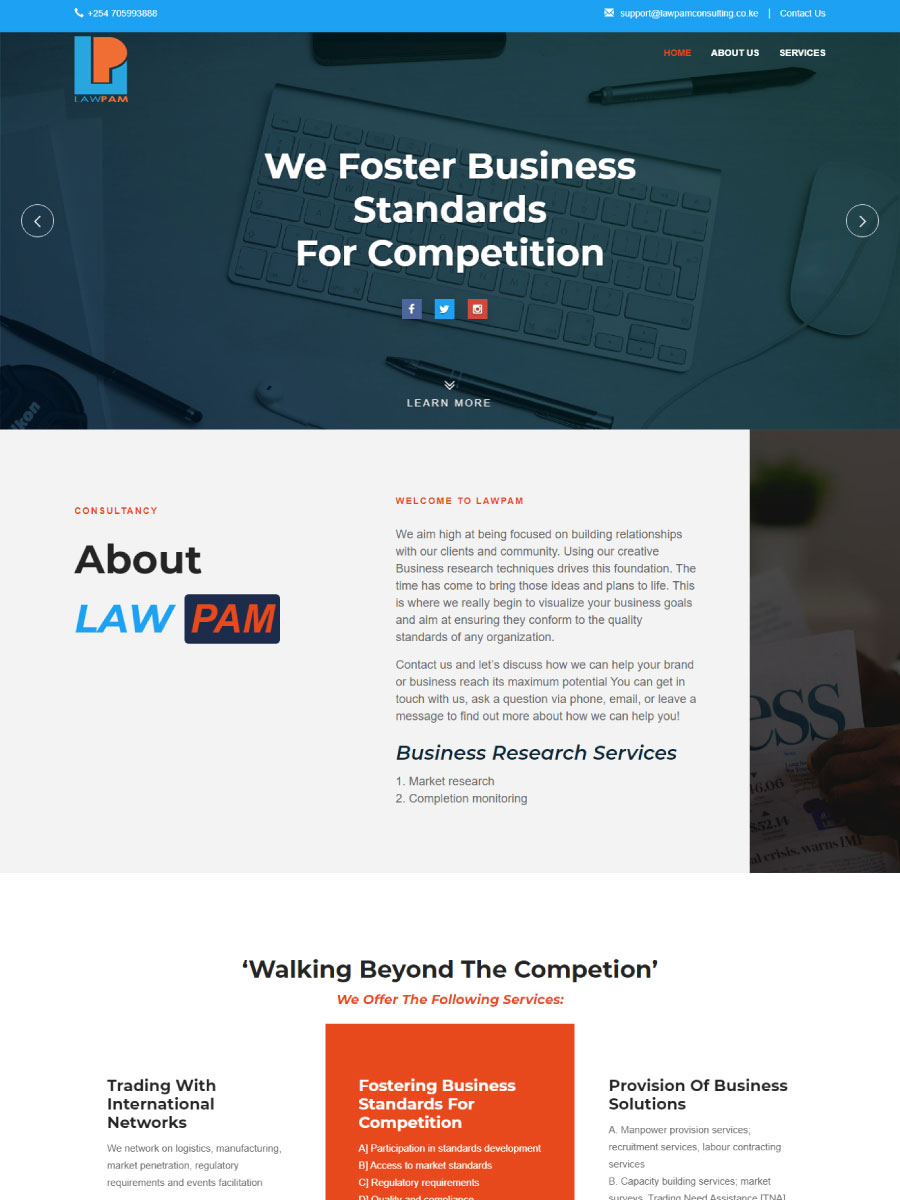 +254 705993888
support@lawpamconsulting.co.ke | Contact Us
LAWPAM
HOME ABOUT US SERVICES
We Foster Business
Standards
For Competition
LEARN MORE
CONSULTANCY
About
LAW PAM
WELCOME TO LAWPAM
We aim high at being focused on building relationships
with our clients and community. Using our creative
Business research techniques drives this foundation. The
time has come to bring those ideas and plans to life. This
is where we really begin to visualize your business goals
and aim at ensuring they conform to the quality
standards of any organization.
Contact us and let’s discuss how we can help your brand
or business reach its maximum potential You can get in
touch with us, ask a question via phone, email, or leave a
message to find out more about how we can help you!
Business Research Services
1. Market research
2. Completion monitoring
ess
16.06
$52.14
al crisis, warns IMF
‘Walking Beyond The Competion’
We Offer The Following Services:
Trading With
International
Networks
We network on logistics, manufacturing,
market penetration, regulatory
requirements and events facilitation
Fostering Business
Standards For
Competition
A] Participation in standards development
B] Access to market standards
C] Regulatory requirements
D] Quality and compliance
Provision Of Business
Solutions
A. Manpower provision services;
recruitment services, labour contracting
services
B. Capacity building services; market
surveys, Trading Need Assistance [TNA]